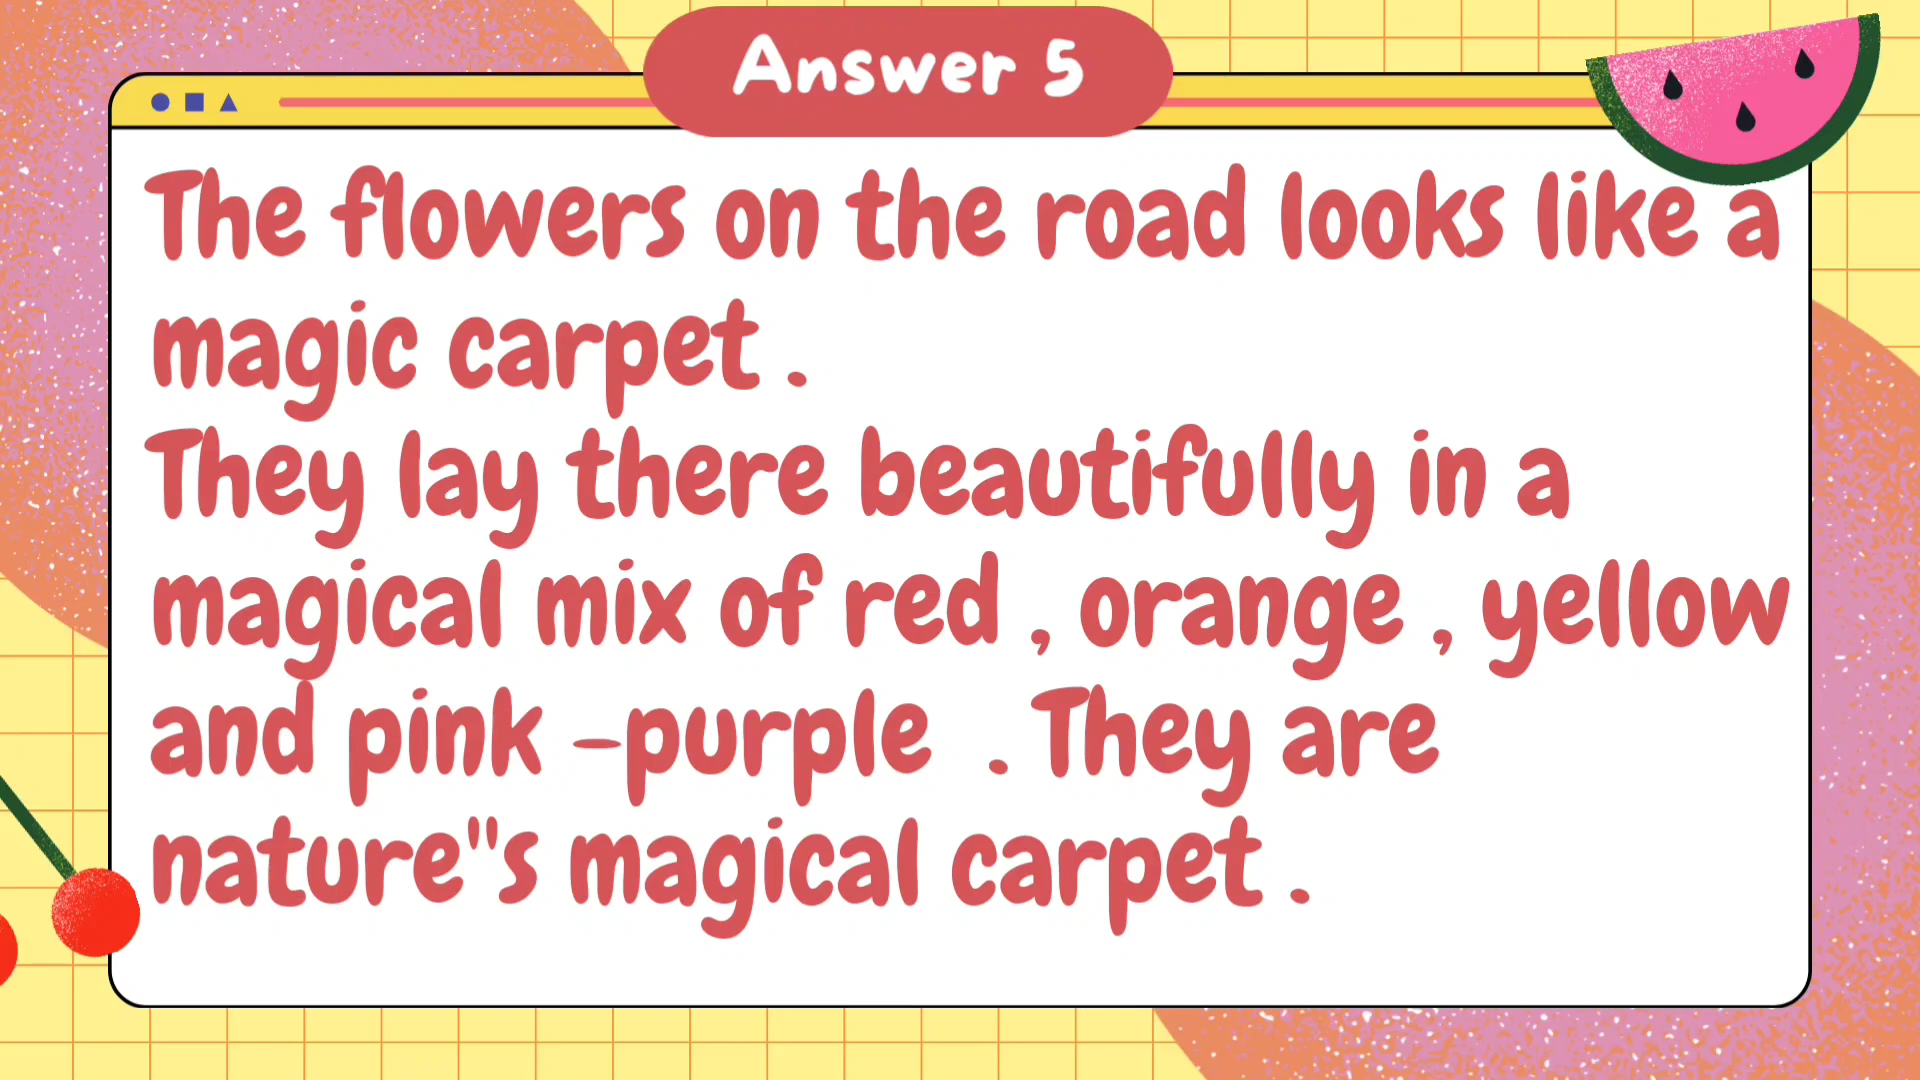 Answer 5
The flowers on the road looks like a
magic carpet .
They lay there beautifully in a
magical mix of red , orange , yellow
and pink -purple  . They are
nature"s magical carpet .